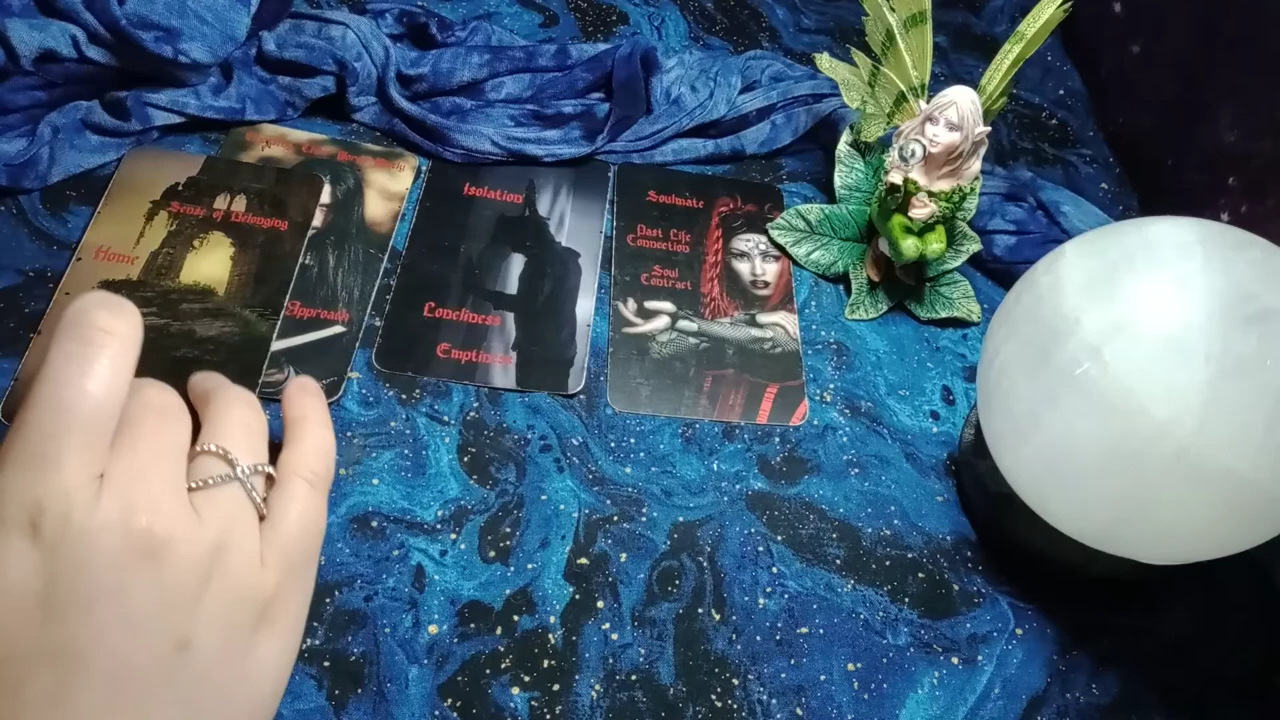 Sense of Belonging
Home
Approach
Isolation
Loneliness
Emptiness
Soulmate
Past Life
Connection
Soul
Contract